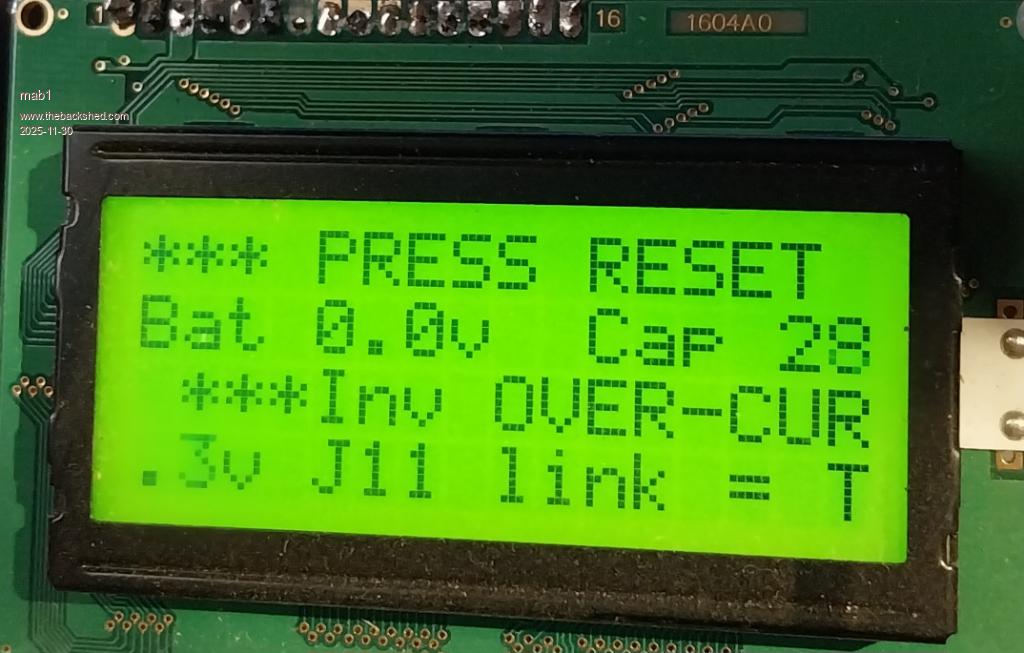 1 16 1604A0
mab1
www.thebackshed.com
2025-11-30
*** PRESS RESET
Bat 0.0v Cap 28
***Inv OVER-CUR
.3v J11 link = T